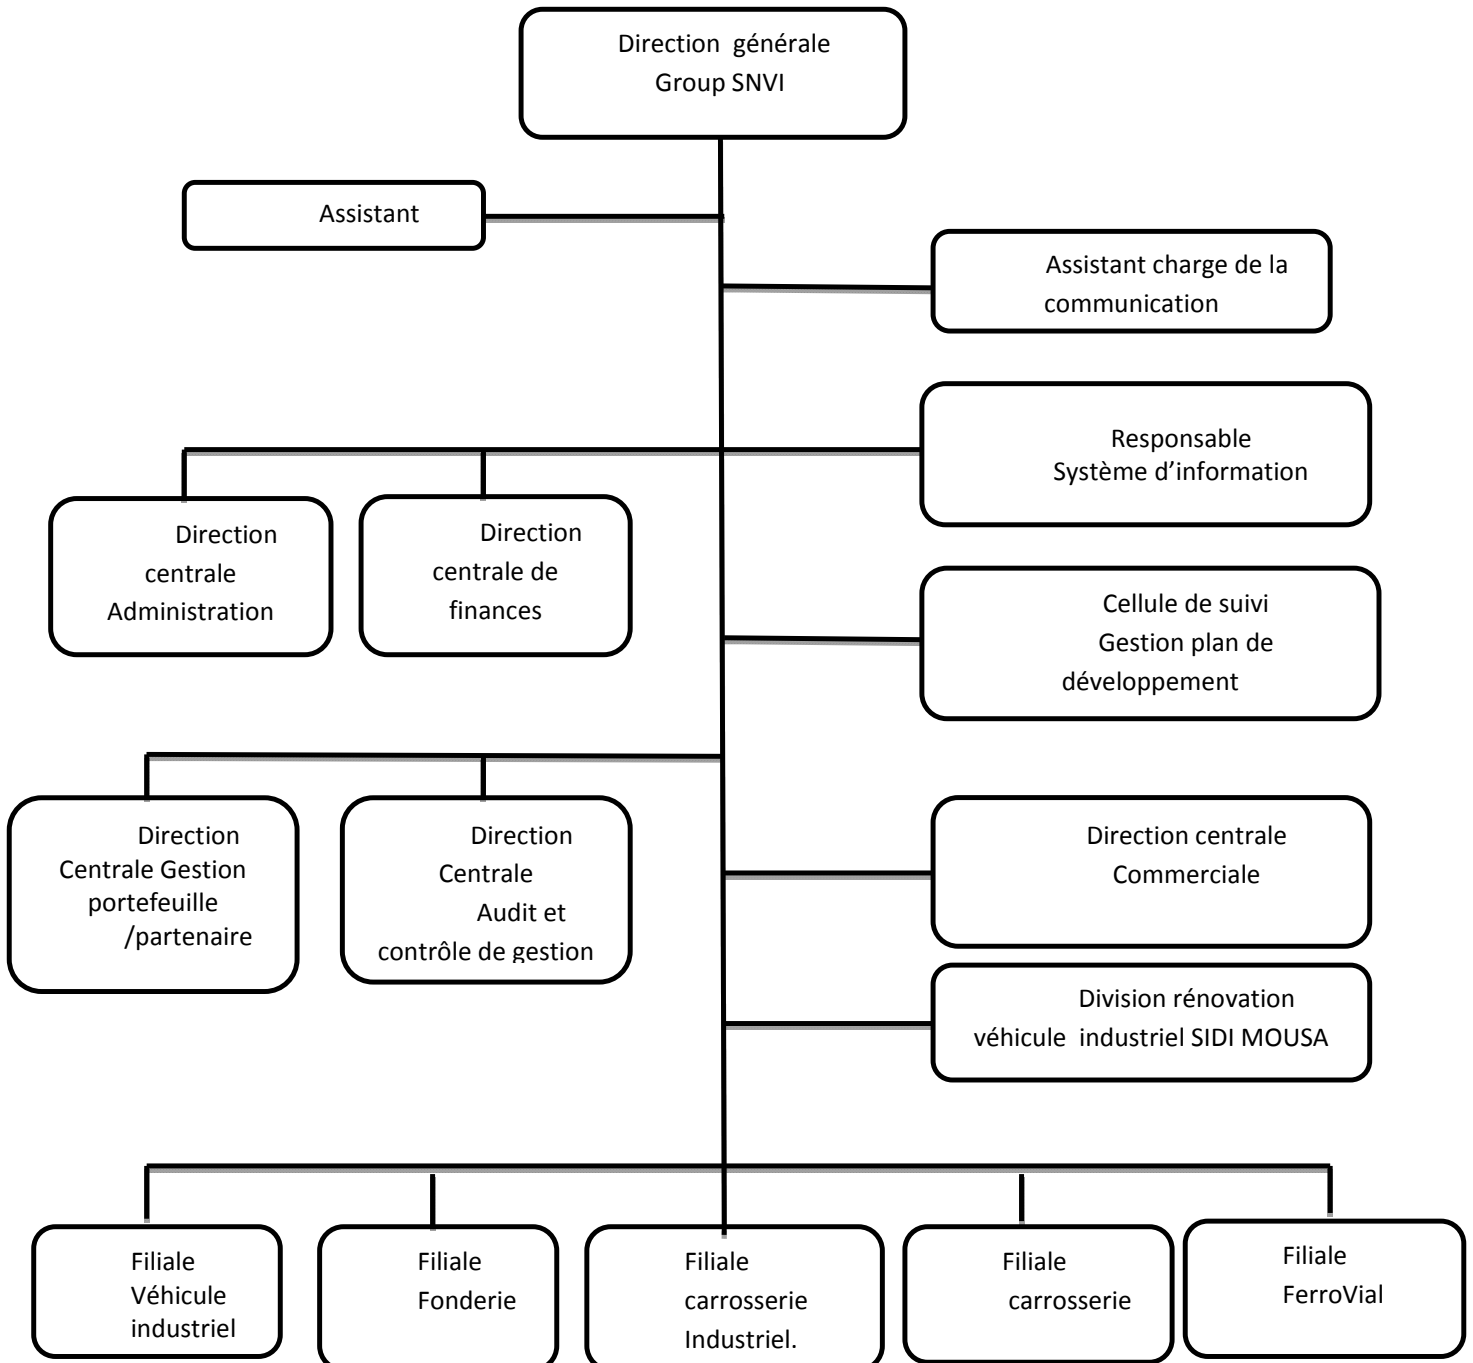 Direction générale
Group SNVI
Assistant
Assistant charge de la
communication
Responsable
Système d’information
Direction
centrale
Administration
Direction
centrale de
finances
Cellule de suivi
Gestion plan de
développement
Direction
Centrale Gestion
portefeuille
/partenaire
Direction
Centrale
Audit et
contrôle de gestion
Direction centrale
Commerciale
Division rénovation
véhicule industriel SIDI MOUSA
Filiale
Véhicule
industriel
Filiale
Fonderie
Filiale
carrosserie
Industriel.
Filiale
carrosserie
Filiale
FerroVial